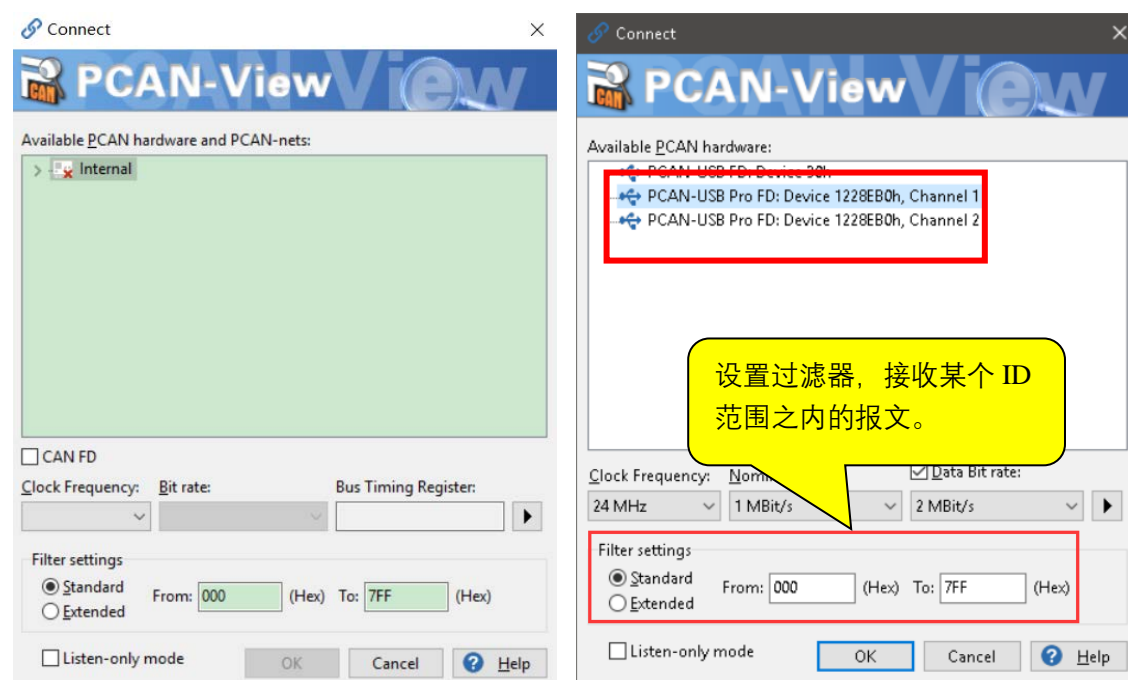 Connect
PCAN-View
Available PCAN hardware and PCAN-nets:
Internal
CAN FD
Clock Frequency: Bit rate: Bus Timing Register:
Filter settings
Standard
Extended
From: 000 (Hex) To: 7FF (Hex)
Listen-only mode
OK Cancel Help
Connect
PCAN-View
Available PCAN hardware:
PCAN-USB FD: Device 30h
PCAN-USB Pro FD: Device 1228EB0h, Channel 1
PCAN-USB Pro FD: Device 1228EB0h, Channel 2
设置过滤器，接收某个 ID
范围之内的报文。
Clock Frequency: Data Bit rate:
24 MHz 1 MBit/s 2 MBit/s
Filter settings
Standard
Extended
From: 000 (Hex) To: 7FF (Hex)
Listen-only mode
OK Cancel Help